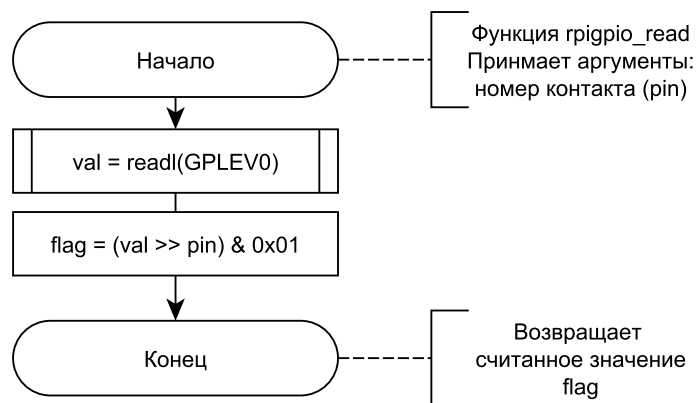 Начало
Функция rpigpio_read
Принмает аргументы:
номер контакта (pin)
val = readl(GPLEV0)
flag = (val >> pin) & 0x01
Конец
Возвращает
считанное значение
flag